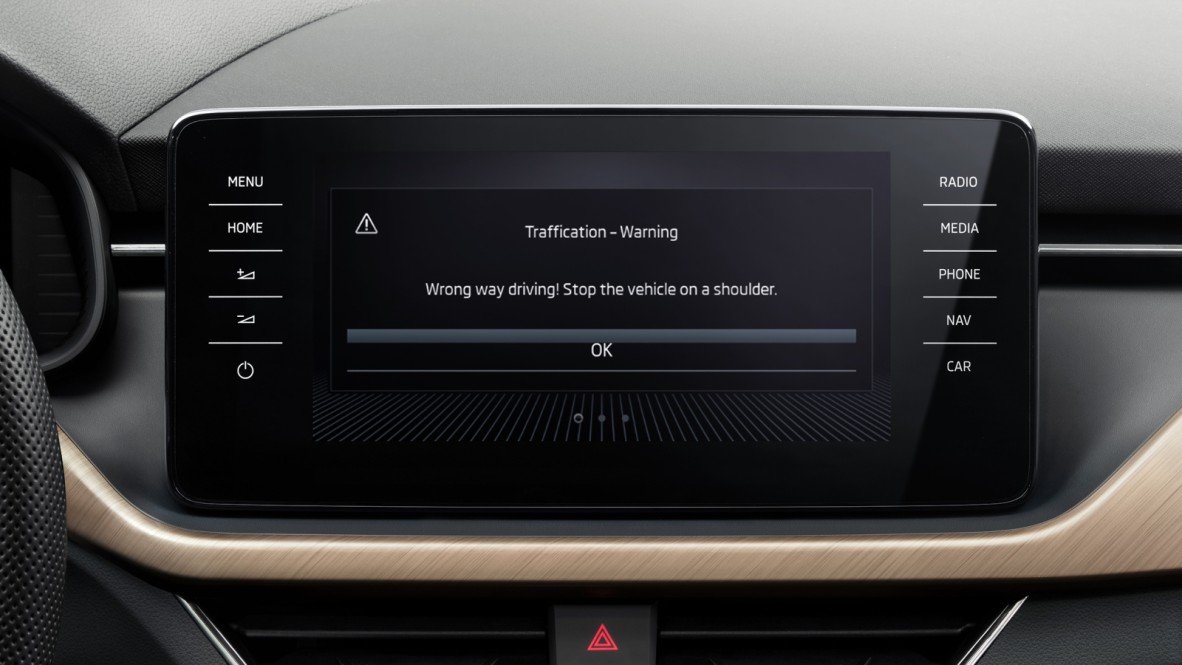 MENU
HOME
Traffication – Warning
Wrong way driving! Stop the vehicle on a shoulder.
OK
RADIO
MEDIA
PHONE
NAV
CAR